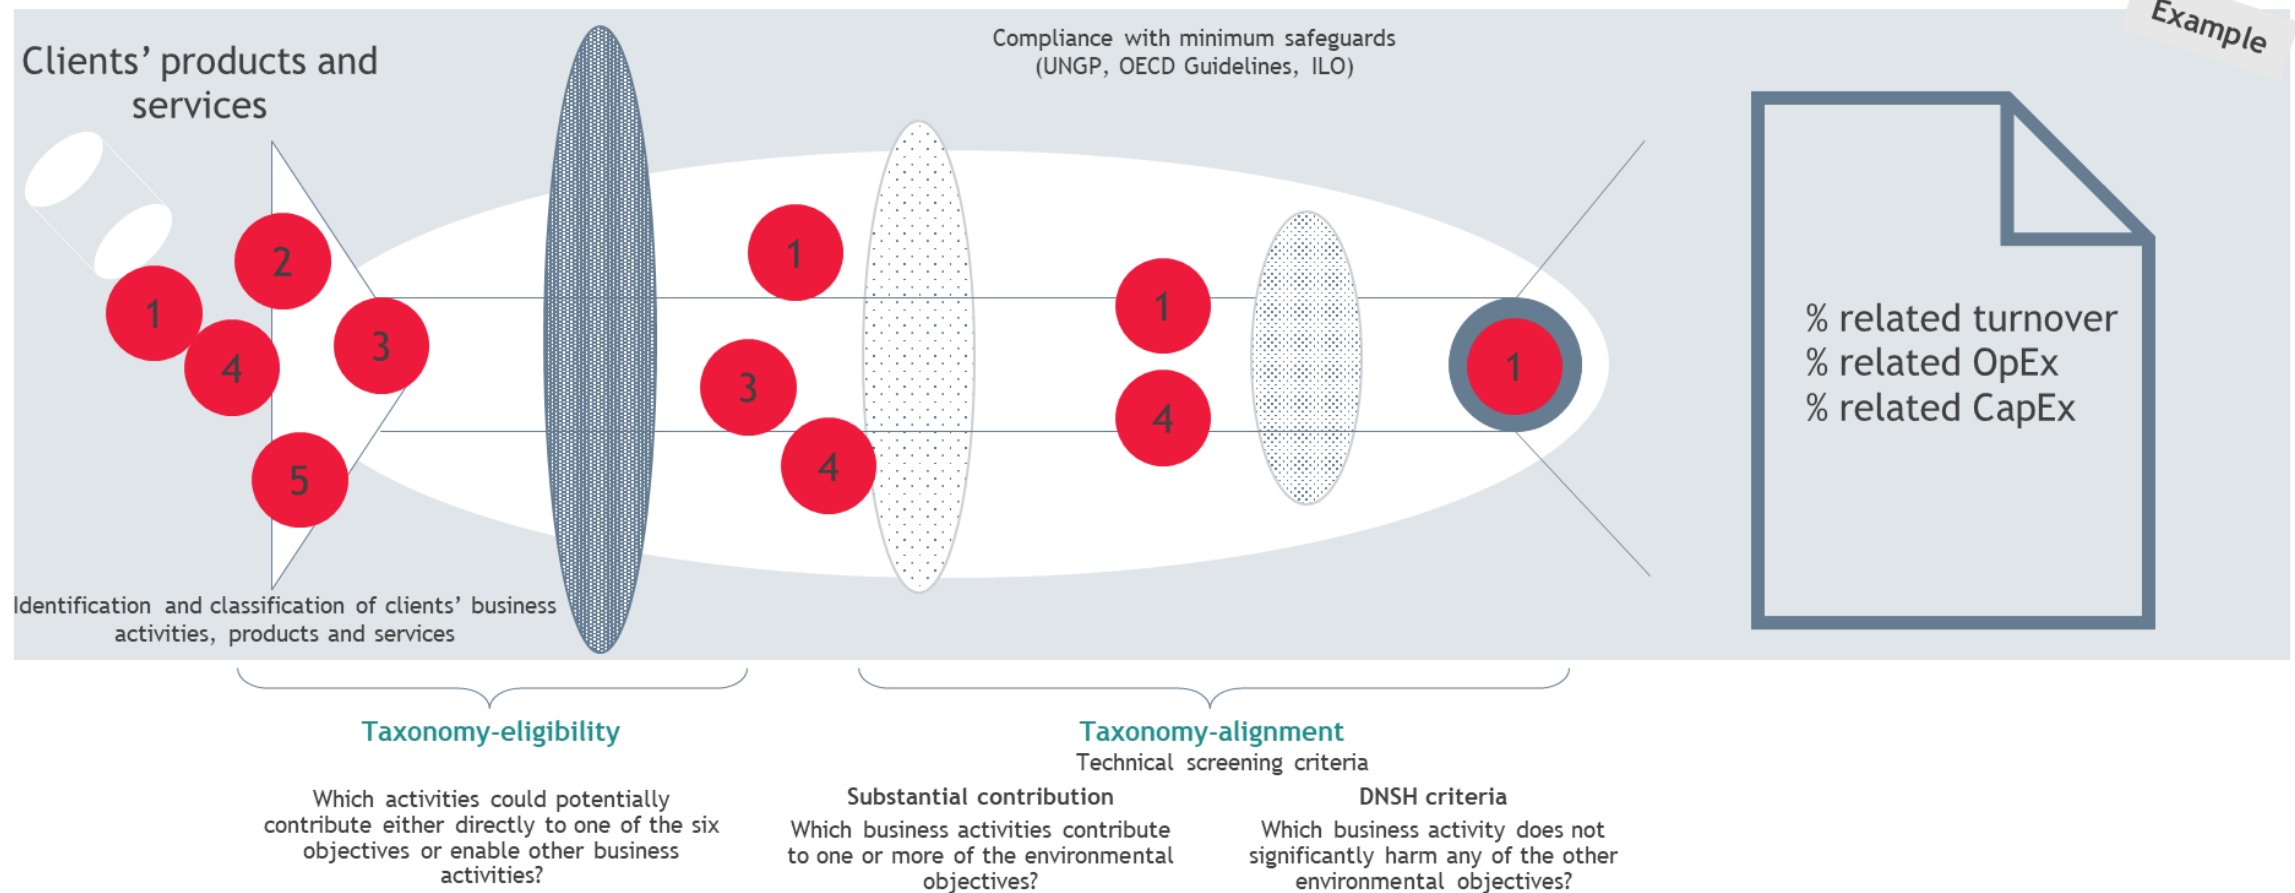 Example
Clients’ products and
services
Compliance with minimum safeguards
(UNGP, OECD Guidelines, ILO)
1
2
3
4
5
1
3
4
1
4
1
% related turnover
% related OpEx
% related CapEx
Identification and classification of clients’ business
activities, products and services
Taxonomy-eligibility
Which activities could potentially
contribute either directly to one of the six
objectives or enable other business
activities?
Taxonomy-alignment
Technical screening criteria
Substantial contribution
Which business activities contribute
to one or more of the environmental
objectives?
DNSH criteria
Which business activity does not
significantly harm any of the other
environmental objectives?